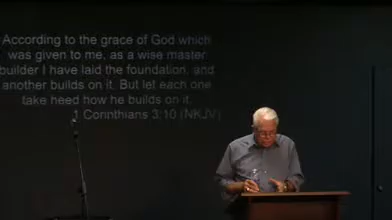 According to the grace of God which
was given to me, as a wise master
builder I have laid the foundation, and
another builds on it. But let each one
take heed how he builds on it.
1 Corinthians 3:10 (NKJV)